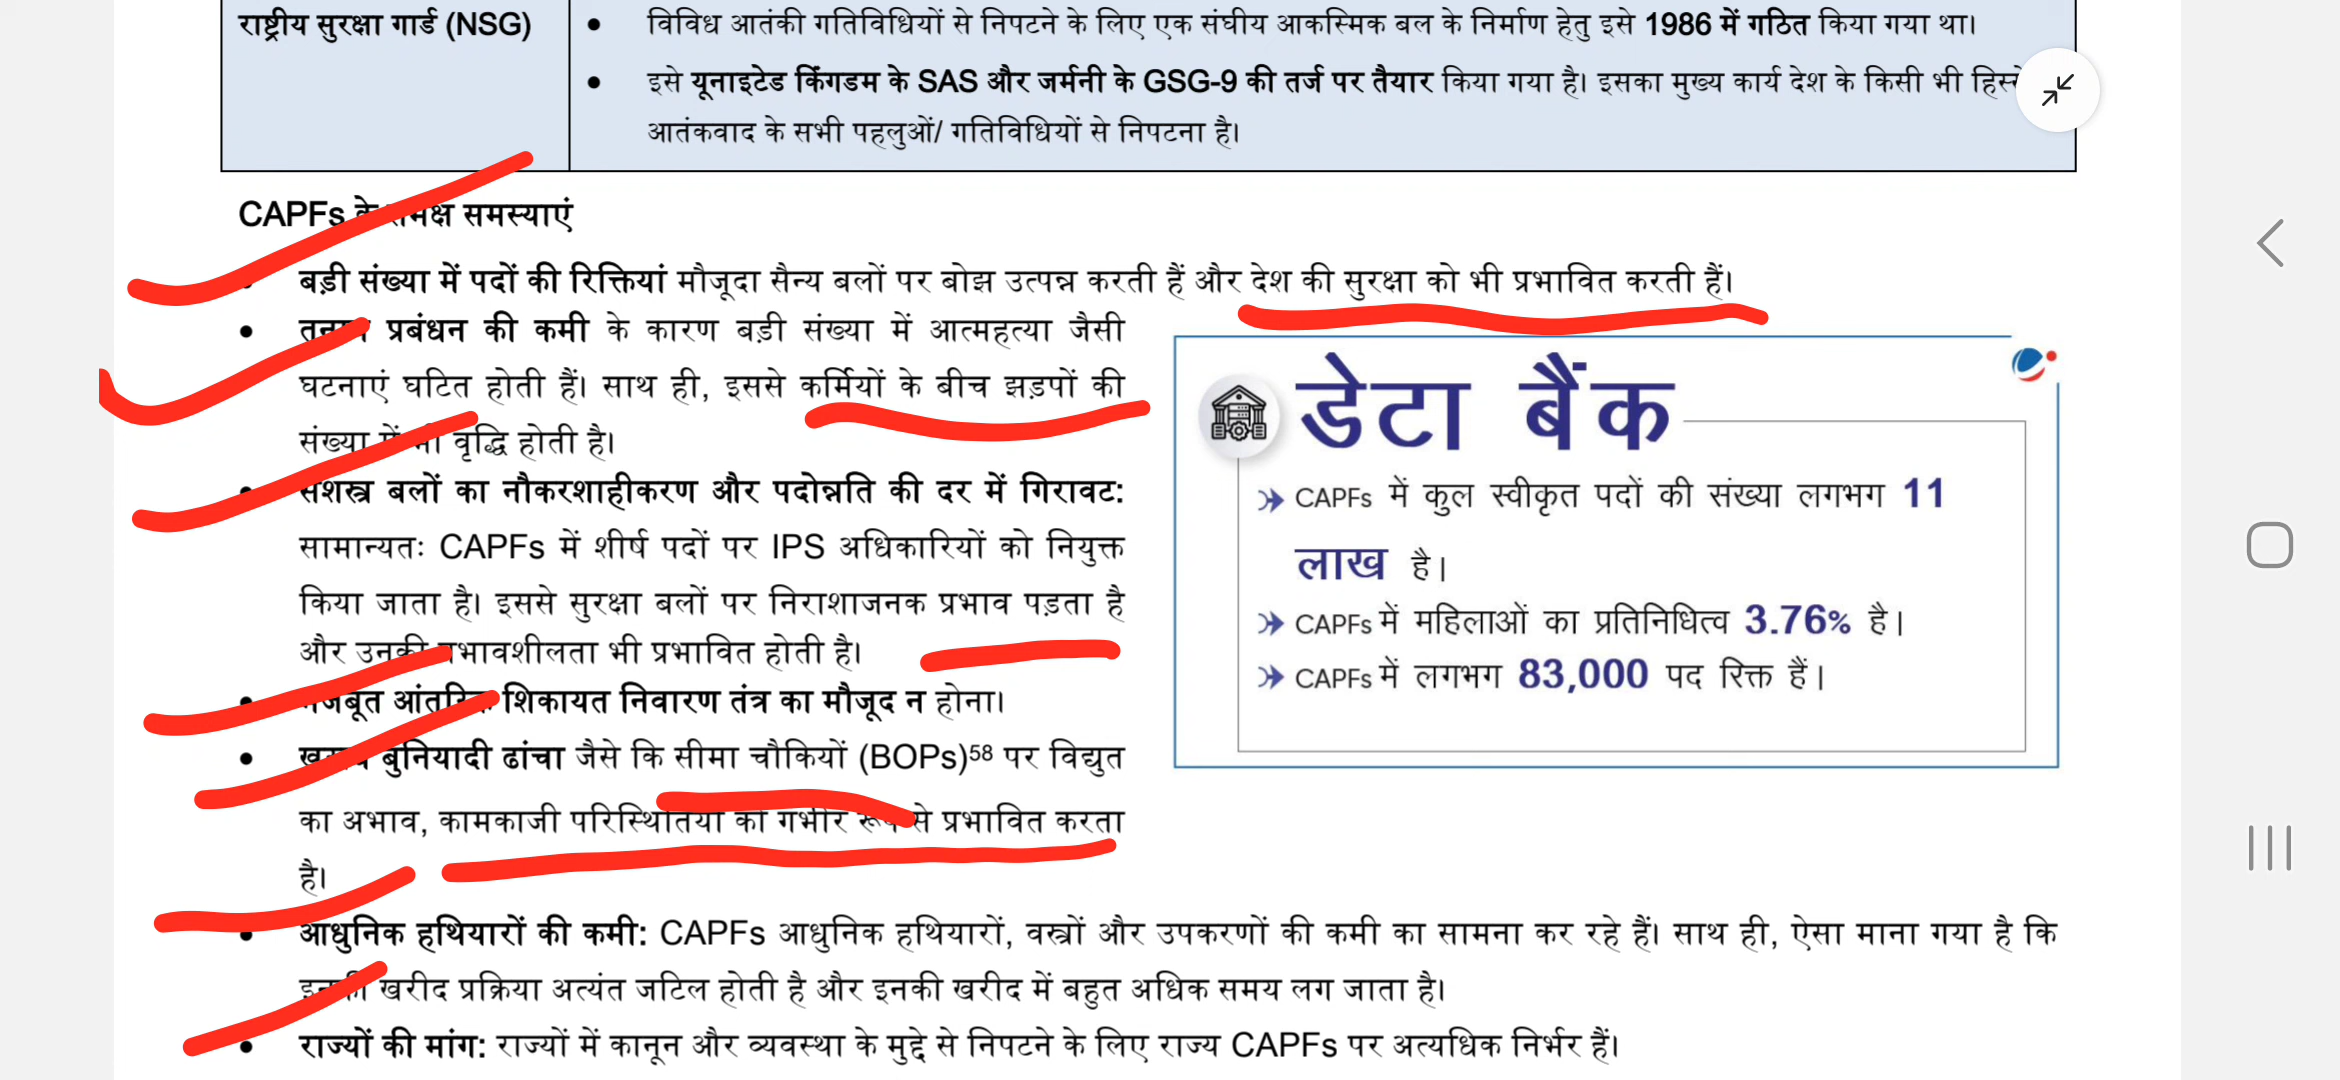 राष्ट्रीय सुरक्षा गार्ड (NSG)
• विविध आतंकी गतिविधियों से निपटने के लिए एक संघीय आकस्मिक बल के निर्माण हेतु इसे 1986 में गठित किया गया था।
• इसे यूनाइटेड किंगडम के SAS और जर्मनी के GSG-9 की तर्ज पर तैयार किया गया है। इसका मुख्य कार्य देश के किसी भी
आतंकवाद के सभी पहलुओं/ गतिविधियों से निपटना है।
CAPFs के समक्ष समस्याएं
• बड़ी संख्या में पदों की रिक्तियां मौजूदा सैन्य बलों पर बोझ उत्पन्न करती हैं और देश की सुरक्षा को भी प्रभावित करती हैं।
• तनाव प्रबंधन की कमी के कारण बड़ी संख्या में आत्महत्या जैसी
घटनाएं घटित होती हैं। साथ ही, इससे कर्मियों के बीच झड़पों की
संख्या में भी वृद्धि होती है।
• सशस्त्र बलों का नौकरशाहीकरण और पदोन्नति की दर में गिरावट:
सामान्यतः CAPFs में शीर्ष पदों पर IPS अधिकारियों को नियुक्त
किया जाता है। इससे सुरक्षा बलों पर निराशाजनक प्रभाव पड़ता है
और उनकी प्रभावशीलता भी प्रभावित होती है।
• मजबूत आंतरिक शिकायत निवारण तंत्र का मौजूद न होना।
• खराब बुनियादी ढांचा जैसे कि सीमा चौकियों (BOPs)58 पर विद्युत
का अभाव, कामकाजी परिस्थितियों को गंभीर रूप से प्रभावित करता
है।
डेटा बैंक
CAPFs में कुल स्वीकृत पदों की संख्या लगभग 11
लाख है।
CAPFs में महिलाओं का प्रतिनिधित्व 3.76% है।
CAPFs में लगभग 83,000 पद रिक्त हैं।
• आधुनिक हथियारों की कमी: CAPFs आधुनिक हथियारों, वस्त्रों और उपकरणों की कमी का सामना कर रहे हैं। साथ ही, ऐसा माना गया है कि
इनकी खरीद प्रक्रिया अत्यंत जटिल होती है और इनकी खरीद में बहुत अधिक समय लग जाता है।
• राज्यों की मांग: राज्यों में कानून और व्यवस्था के मुद्दे से निपटने के लिए राज्य CAPFs पर अत्यधिक निर्भर हैं।